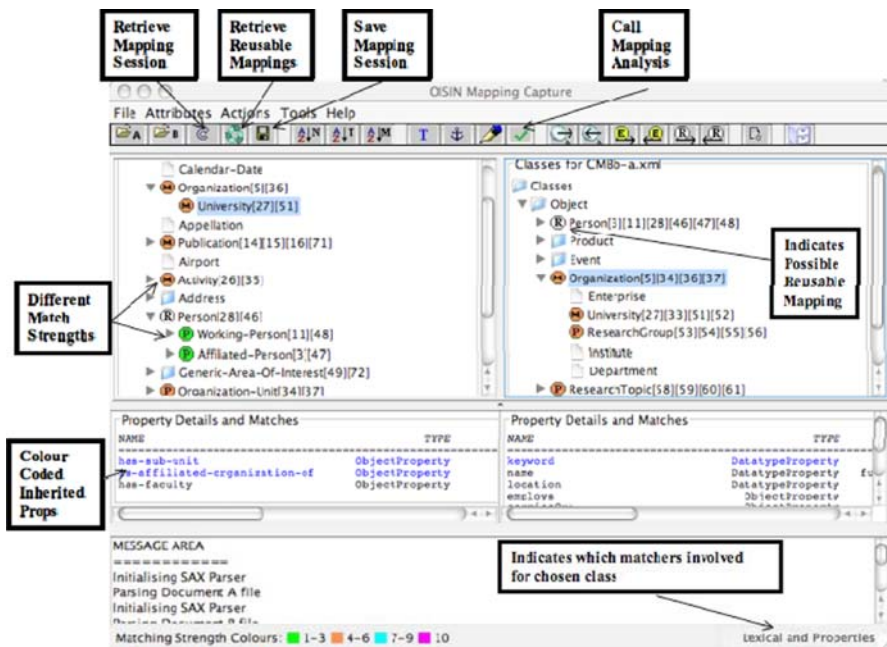 Retrieve
Mapping
Session
Retrieve
Reusable
Mappings
Save
Mapping
Session
Call
Mapping
Analysis
OISIN Mapping Capture
File Attributes Actions Tools Help
A B C N T M T E E R R
Calendar-Date
Organization[5][36]
University[27][51]
Appellation
Publication[14][15][16][71]
Airport
Activity[26][35]
Address
Person[28][46]
Working-Person[11][48]
Affiliated-Person[3][47]
Generic-Area-Of-Interest[49][72]
Organization-Unit[34][37]
Classes for CMBb-a.xml
Classes
Object
Person[3][11][28][46][47][48]
Product
Event
Organization[5][34][36][37]
Enterprise
University[27][33][51][52]
ResearchGroup[53][54][55][56]
Institute
Department
ResearchTopic[58][59][60][61]
Different
Match
Strengths
Indicates
Possible
Reusable
Mapping
Colour
Coded
Inherited
Props
Property Details and Matches
NAME TYPE
has-sub-unit ObjectProperty
is-affiliated-organization-of ObjectProperty
has-faculty ObjectProperty
Property Details and Matches
NAME TYPE
keyword DatatypeProperty
name DatatypeProperty fu
location DatatypeProperty
employs ObjectProperty
MESSAGE AREA
============
Initialising SAX Parser
Parsing Document A file
Initialising SAX Parser
Parsing Document B file
Indicates which matchers involved
for chosen class
Matching Strength Colours: 1-3 4-6 7-9 10
Lexical and Properties